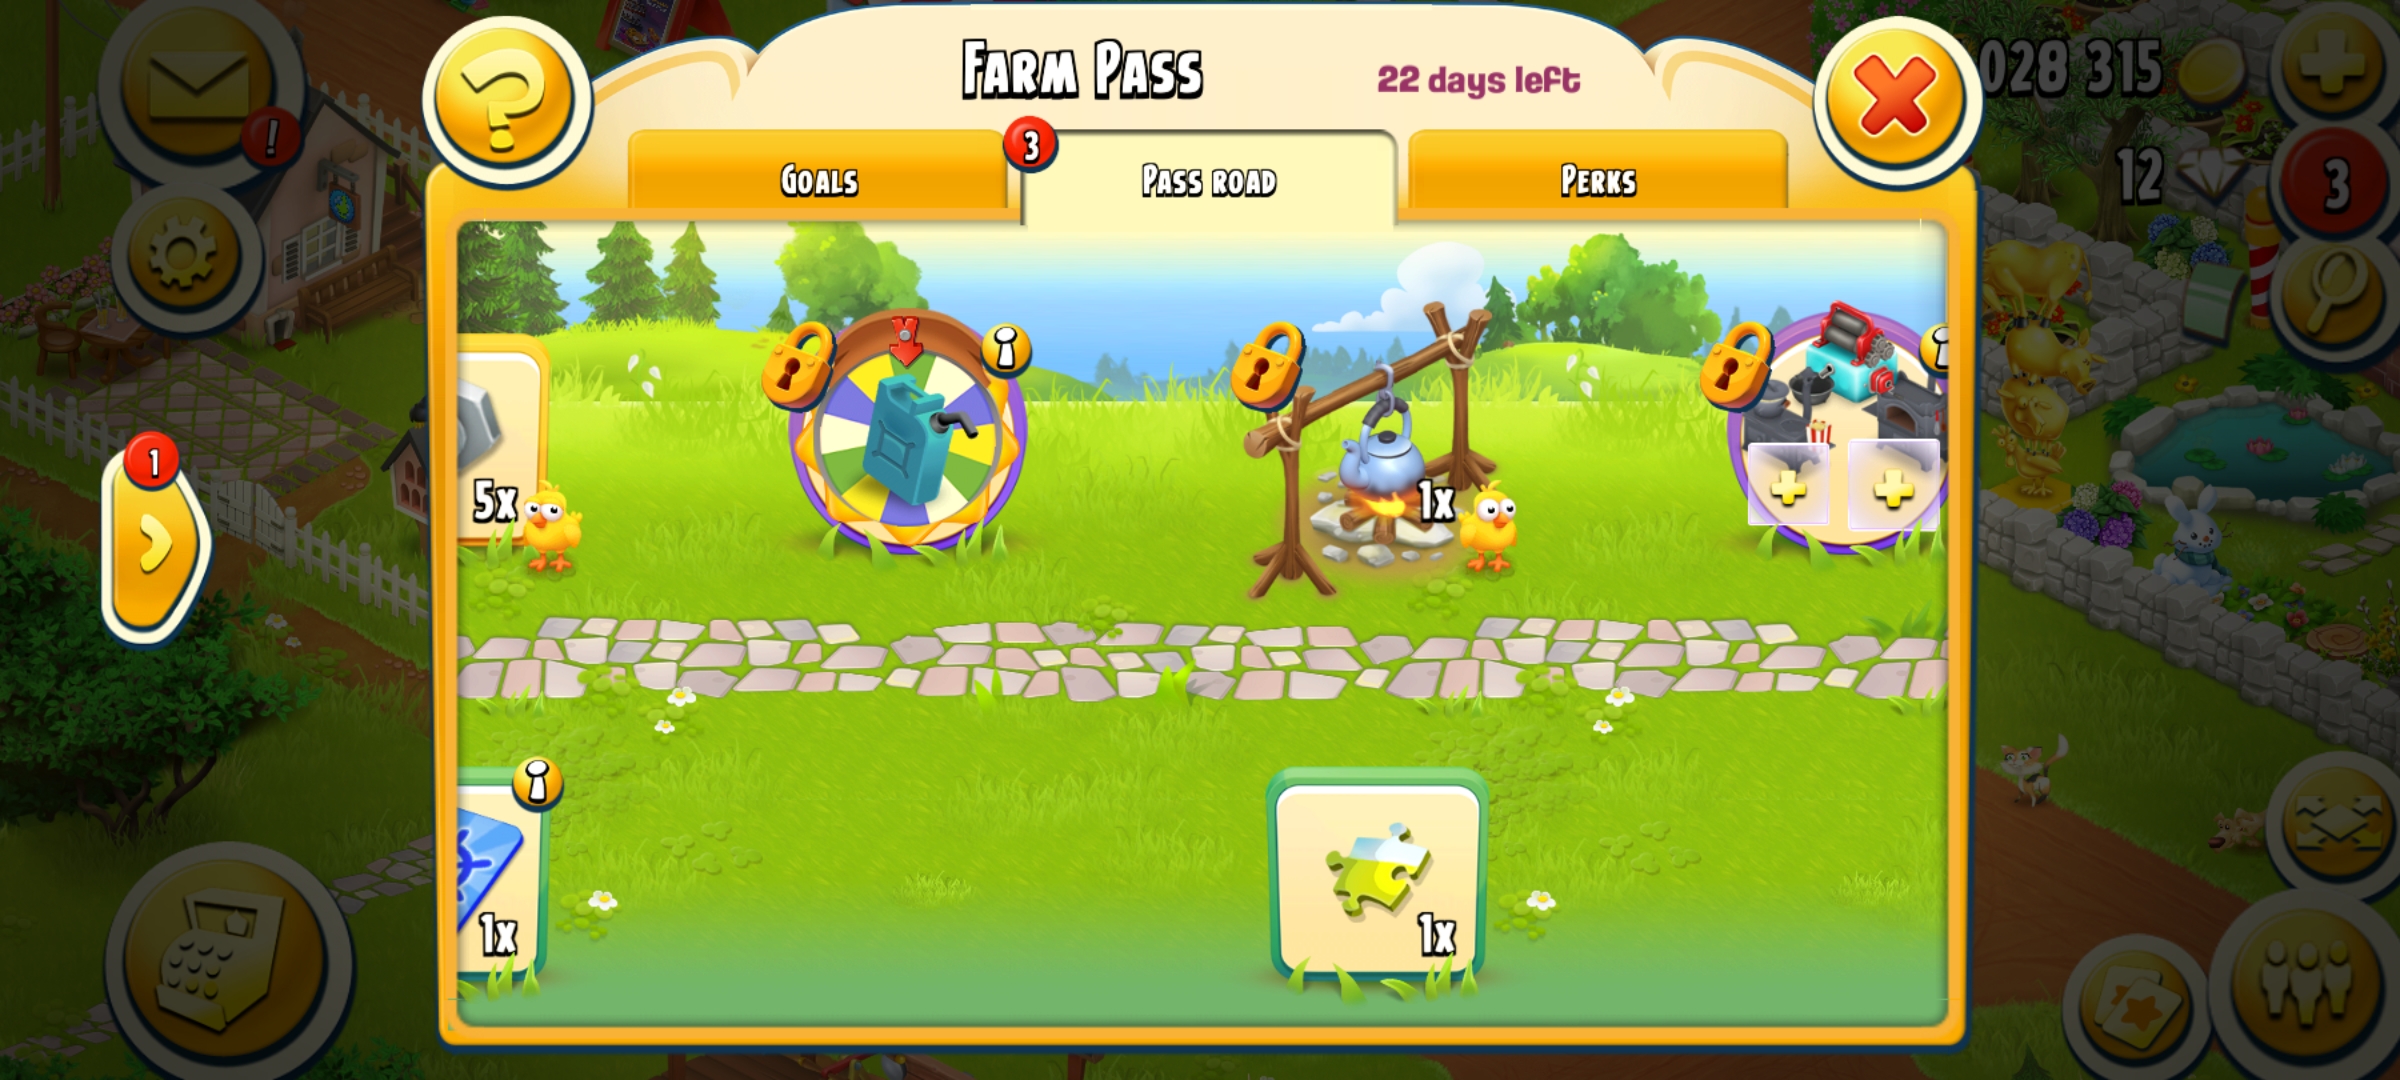 FARM PASS
22 days left
028 315
GOALS
3
PASS ROAD
PERKS
12
3
!
1
5x
1x
1x
1x